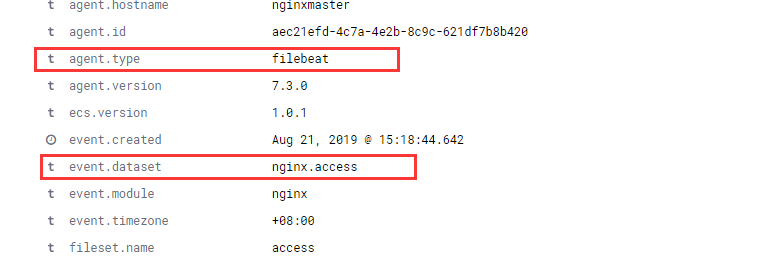 t agent.hostname nginxmaster
t agent.id aec21efd-4c7a-4e2b-8c9c-621df7b8b420
t agent.type filebeat
t agent.version 7.3.0
t ecs.version 1.0.1
event.created Aug 21, 2019 @ 15:18:44.642
t event.dataset nginx.access
t event.module nginx
t event.timezone +08:00
t fileset.name access